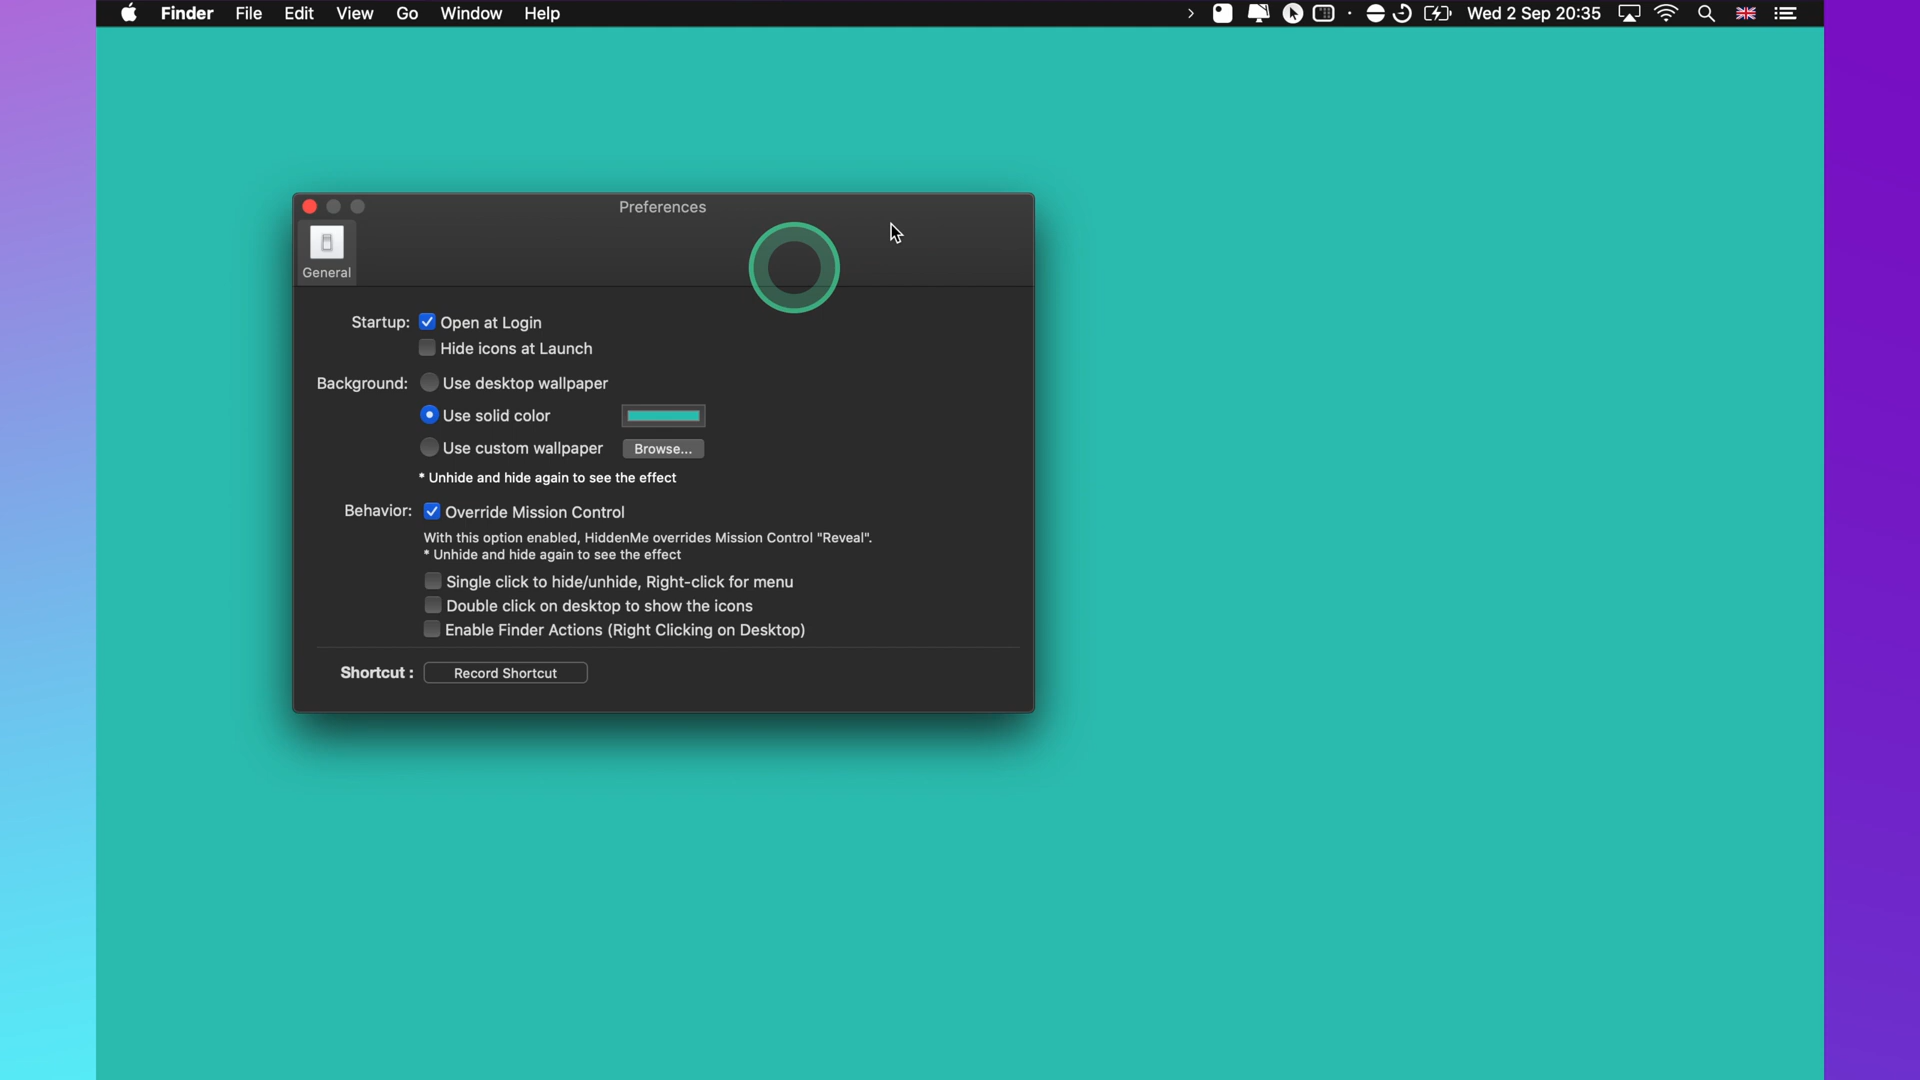 Finder File Edit View Go Window Help Wed 2 Sep 20:35
Preferences
General
Startup: Open at Login
Hide icons at Launch
Background: Use desktop wallpaper
Use solid color
Use custom wallpaper Browse...
* Unhide and hide again to see the effect
Behavior: Override Mission Control
With this option enabled, HiddenMe overrides Mission Control "Reveal".
* Unhide and hide again to see the effect
Single click to hide/unhide, Right-click for menu
Double click on desktop to show the icons
Enable Finder Actions (Right Clicking on Desktop)
Shortcut : Record Shortcut